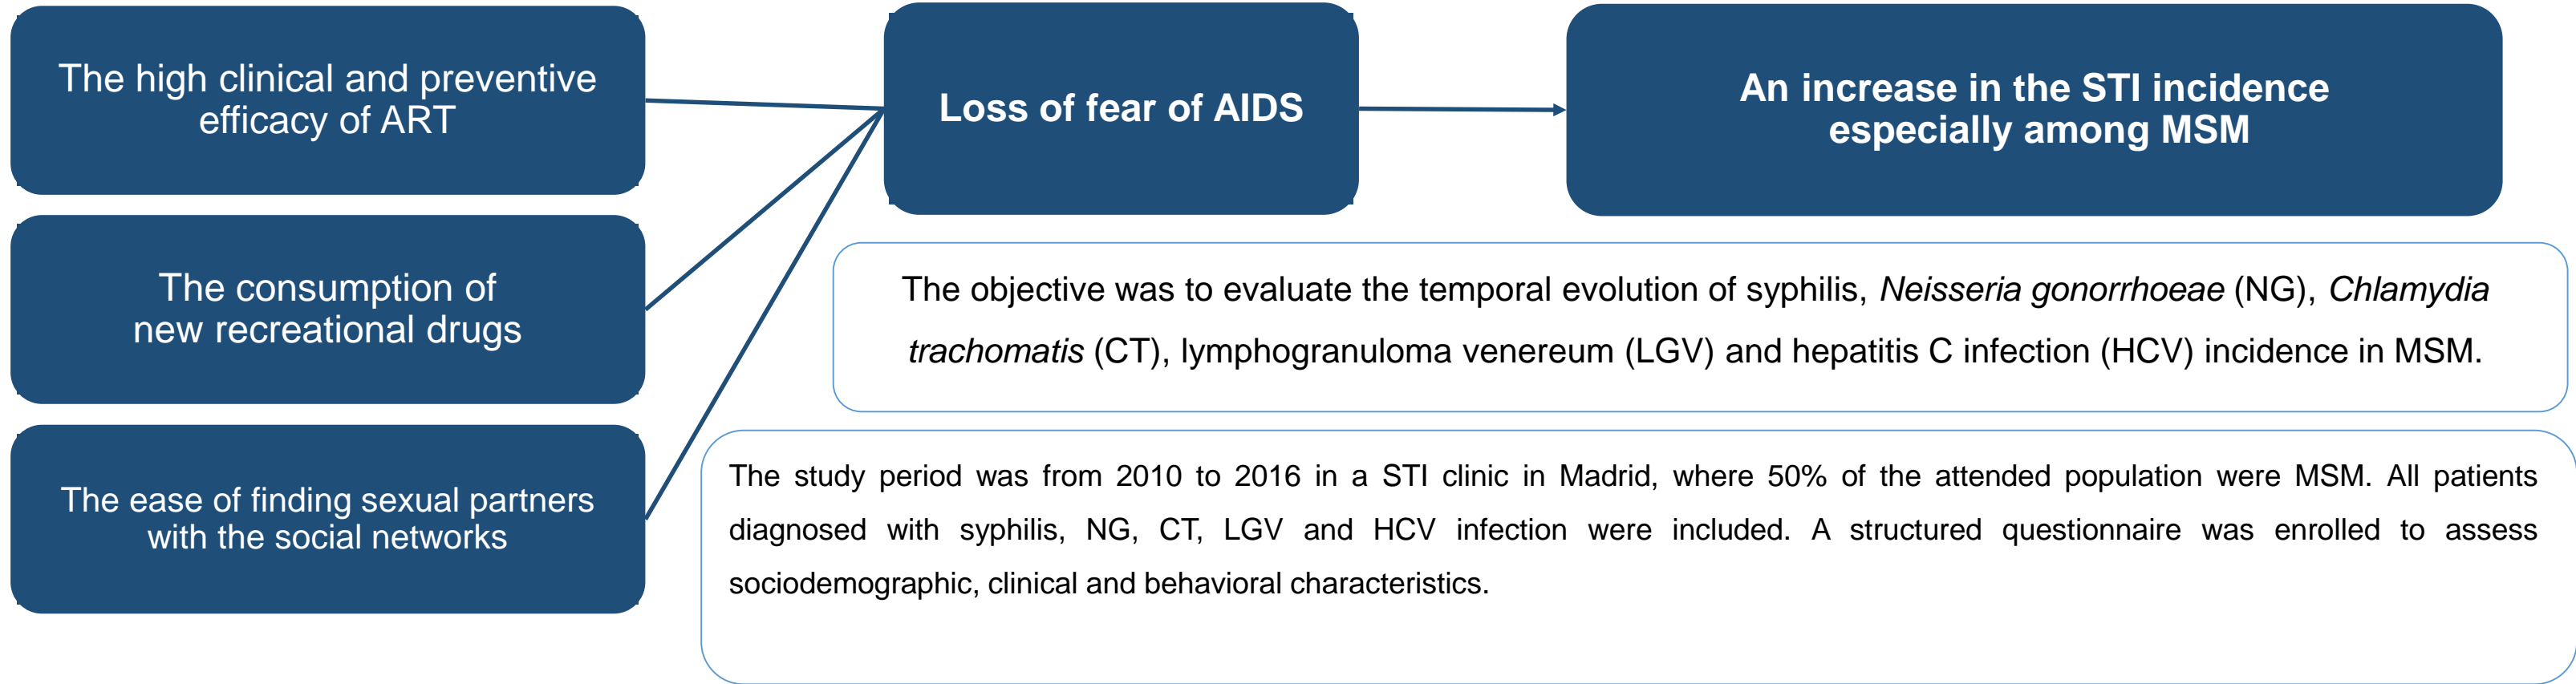 The high clinical and preventive
efficacy of ART
Loss of fear of AIDS
An increase in the STI incidence
especially among MSM
The consumption of
new recreational drugs
The objective was to evaluate the temporal evolution of syphilis, Neisseria gonorrhoeae (NG), Chlamydia
trachomatis (CT), lymphogranuloma venereum (LGV) and hepatitis C infection (HCV) incidence in MSM.
The ease of finding sexual partners
with the social networks
The study period was from 2010 to 2016 in a STI clinic in Madrid, where 50% of the attended population were MSM. All patients
diagnosed with syphilis, NG, CT, LGV and HCV infection were included. A structured questionnaire was enrolled to assess
sociodemographic, clinical and behavioral characteristics.